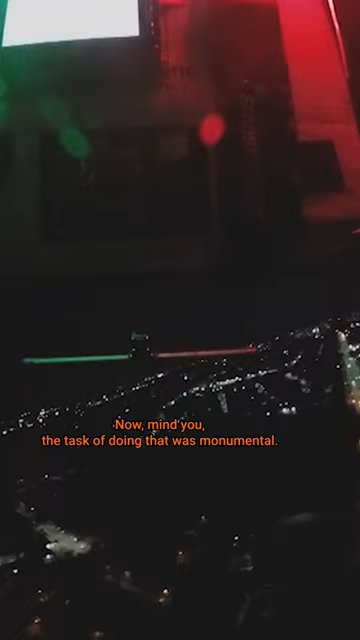 Now, mind you,
the task of doing that was monumental.